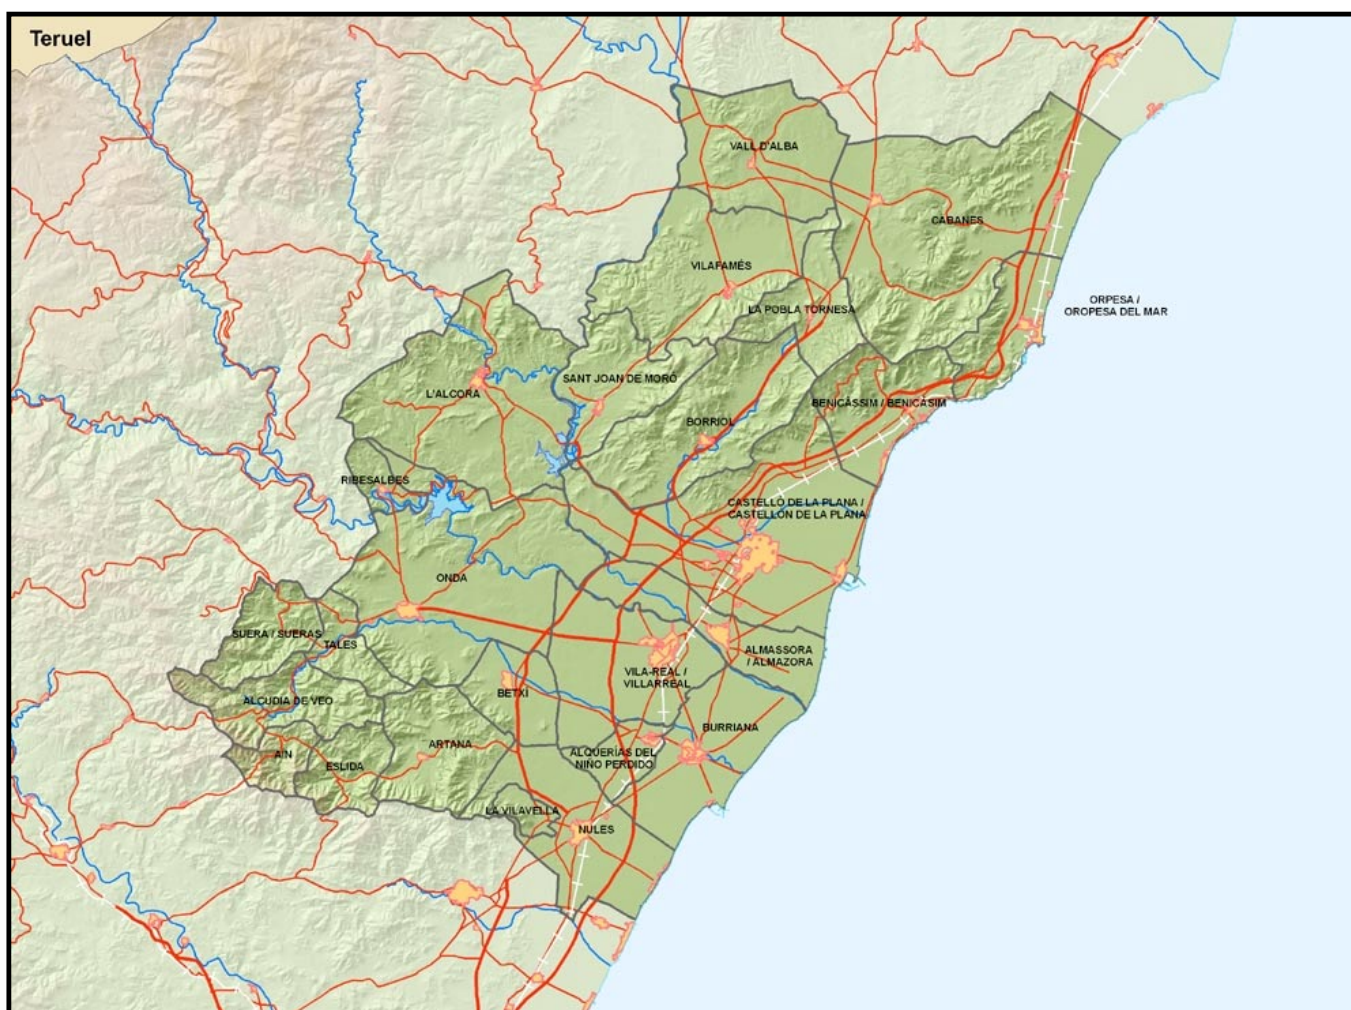 Teruel
VALL D'ALBA
CABANES
VILAFAMÉS
ORPESA /
OROPESA DEL MAR
LA POBLA TORNESA
SANT JOAN DE MORÓ
L'ALCORA
BENICÀSSIM / BENICÁSIM
BORRIOL
RIBESALBES
CASTELLÓ DE LA PLANA /
CASTELLÓN DE LA PLANA
ONDA
SUERA / SUERAS
TALES
ALMASSORA
/ ALMAZORA
VILA-REAL /
VILLARREAL
BETXÍ
ALCUDIA DE VEO
BURRIANA
ARTANA
ALQUERÍAS DEL
NIÑO PERDIDO
AÍN
ESLIDA
LA VILAVELLA
NULES